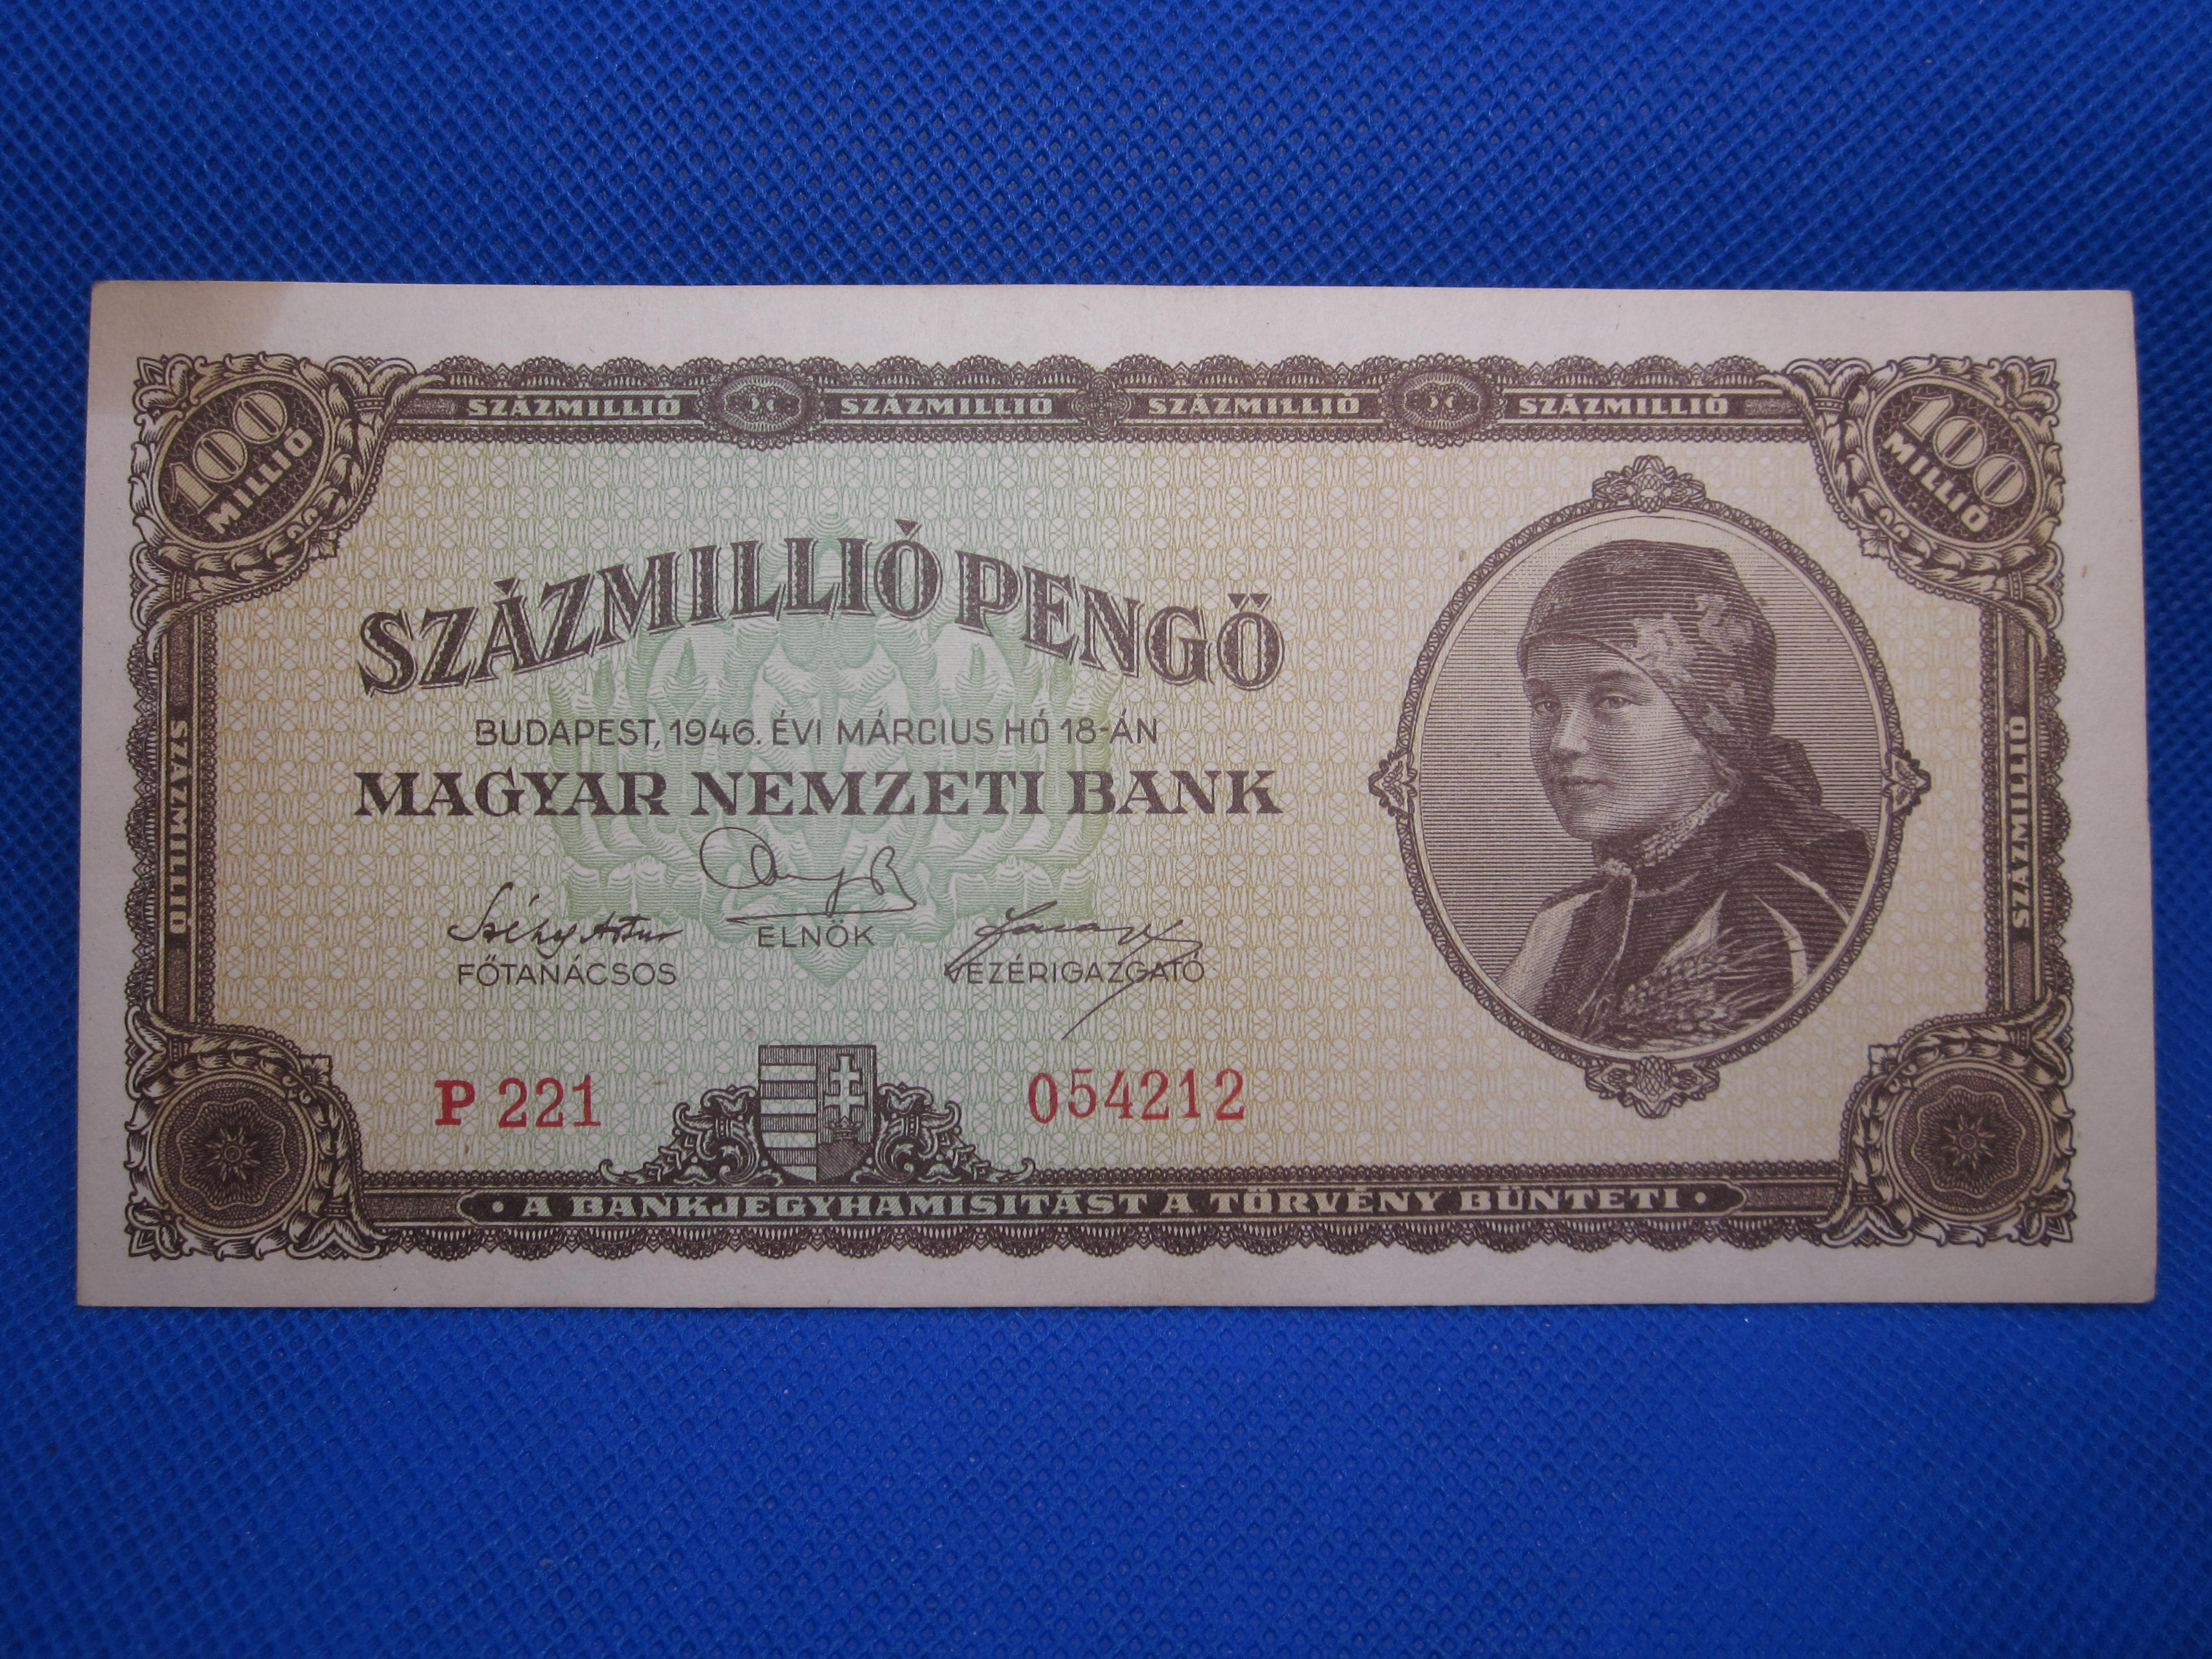 SZÁZMILLIÓ SZÁZMILLIÓ SZÁZMILLIÓ SZÁZMILLIÓ
100 MILLIÓ
100 MILLIÓ
SZÁZMILLIÓ PENGÖ
BUDAPEST, 1946. ÉVI MÁRCIUS HÓ 18-ÁN
MAGYAR NEMZETI BANK
ELNÖK
FŐTANÁCSOS
VEZÉRIGAZGATÓ
SZÁZMILLIÓ
SZÁZMILLIÓ
P 221
054212
• A BANKJEGYHAMISITÁST A TÖRVÉNY BÜNTETI •